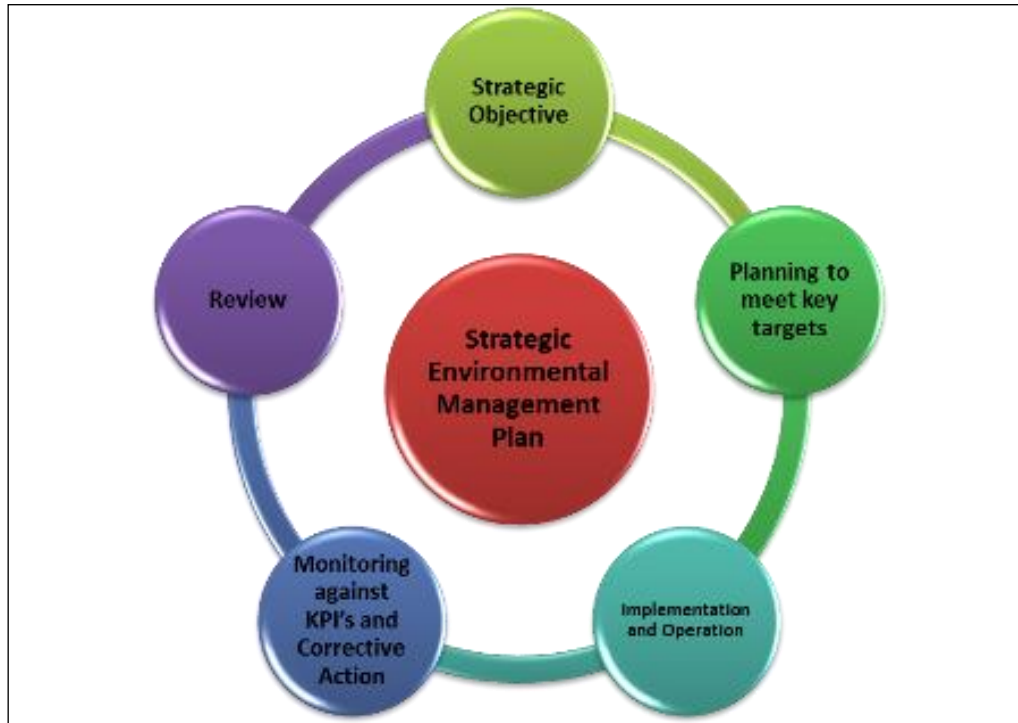 Strategic
Objective
Planning to
meet key
targets
Implementation
and Operation
Monitoring
against
KPI's and
Corrective
Action
Review
Strategic
Environmental
Management
Plan